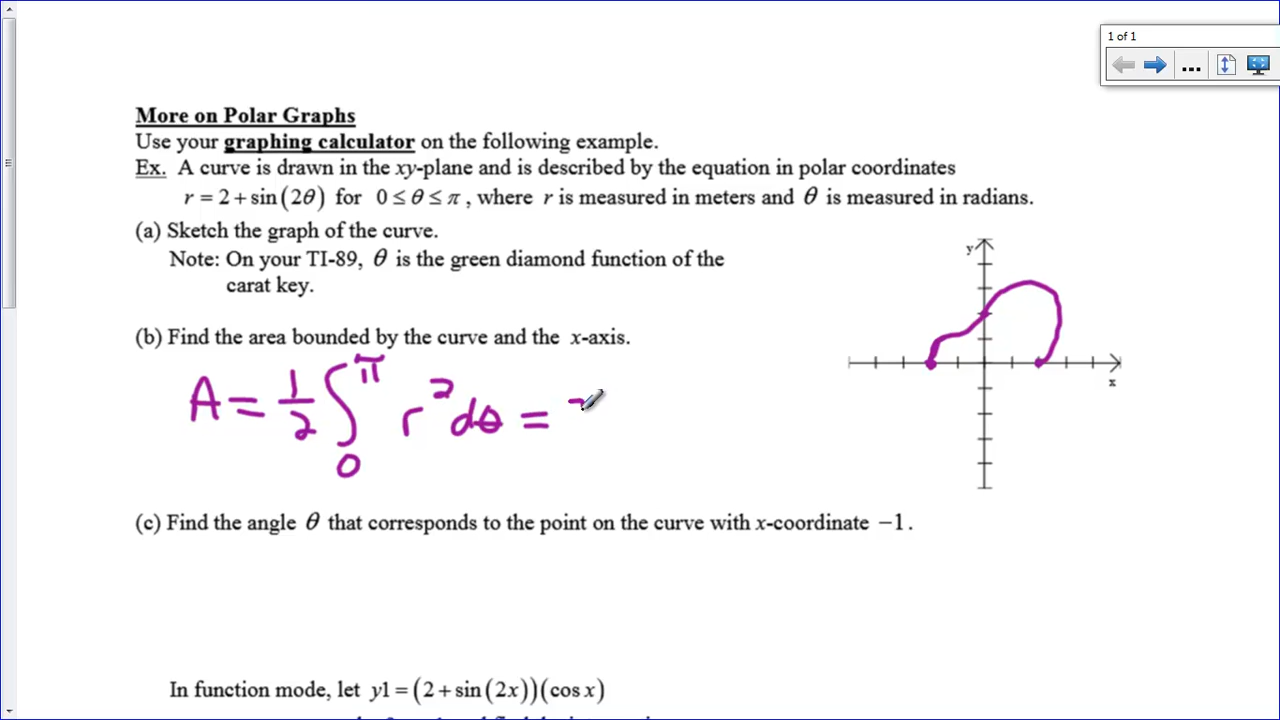 1 of 1
More on Polar Graphs
Use your graphing calculator on the following example.
Ex. A curve is drawn in the xy-plane and is described by the equation in polar coordinates
r = 2 + sin(2θ) for 0 ≤ θ ≤ π, where r is measured in meters and θ is measured in radians.
(a) Sketch the graph of the curve.
Note: On your TI-89, θ is the green diamond function of the
carat key.
y
x
(b) Find the area bounded by the curve and the x-axis.
A = 1/2 ∫₀^π r² dθ =
(c) Find the angle θ that corresponds to the point on the curve with x-coordinate −1.
In function mode, let y1 = (2 + sin(2x))(cos x)